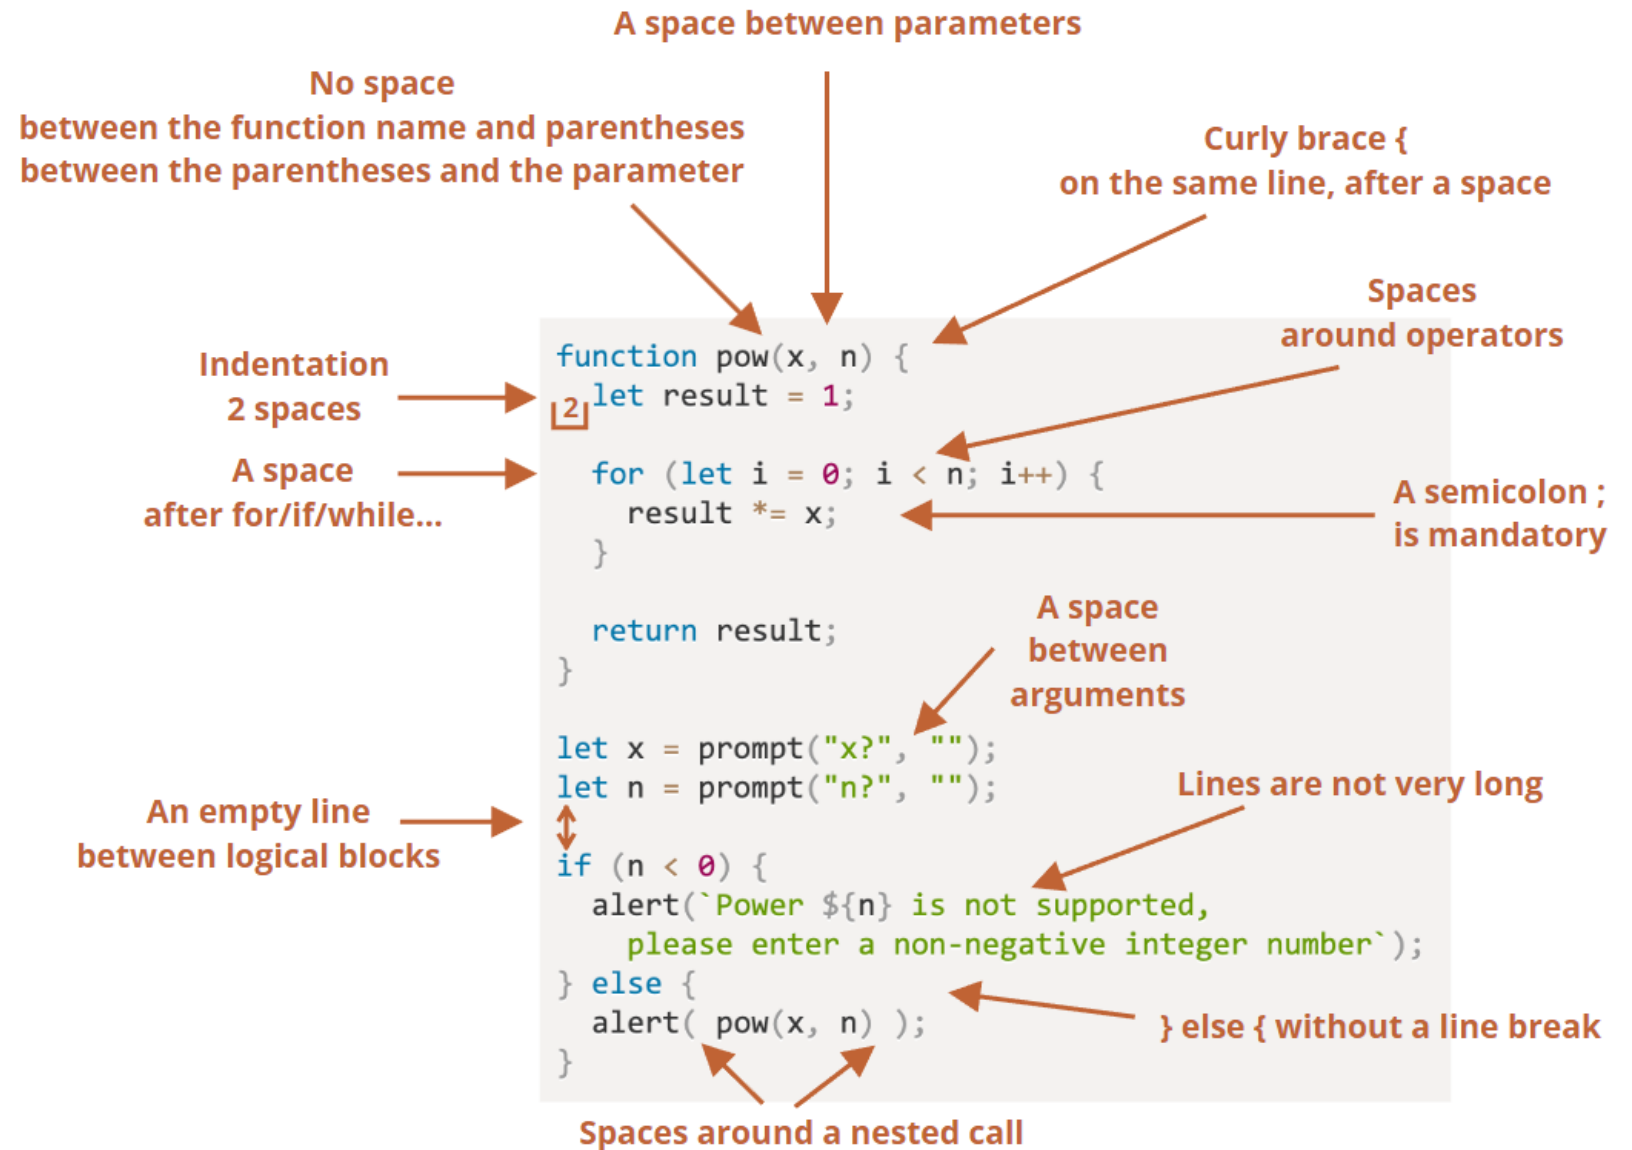 A space between parameters
No space
between the function name and parentheses
between the parentheses and the parameter
Curly brace {
on the same line, after a space
Spaces
around operators
Indentation
2 spaces
A space
after for/if/while...
function pow(x, n) {
2
  let result = 1;
  for (let i = 0; i < n; i++) {
    result *= x;
  }
  return result;
}
A semicolon ;
is mandatory
A space
between
arguments
let x = prompt("x?", "");
let n = prompt("n?", "");
An empty line
between logical blocks
Lines are not very long
if (n < 0) {
  alert(`Power ${n} is not supported,
    please enter a non-negative integer number`);
} else {
  alert( pow(x, n) );
}
} else { without a line break
Spaces around a nested call